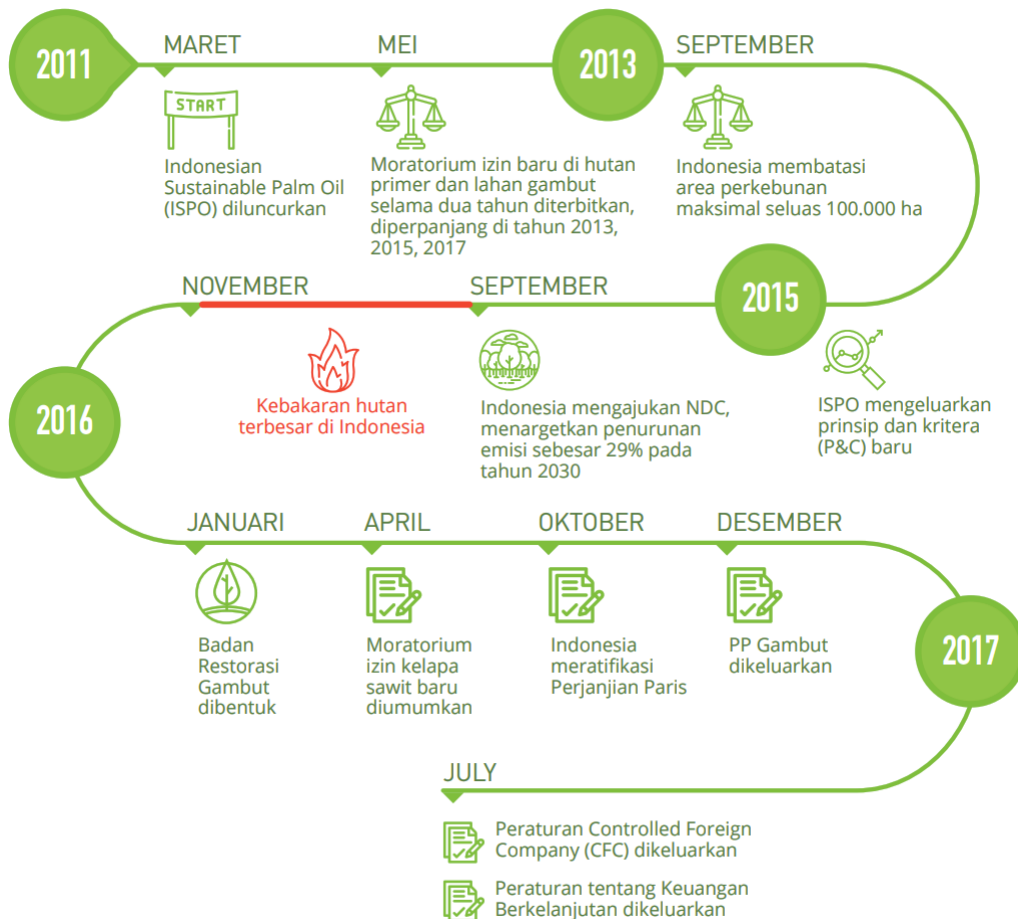 2011
MARET
START
Indonesian
Sustainable Palm Oil
(ISPO) diluncurkan
MEI
Moratorium izin baru di hutan
primer dan lahan gambut
selama dua tahun diterbitkan,
diperpanjang di tahun 2013,
2015, 2017
2013
SEPTEMBER
Indonesia membatasi
area perkebunan
maksimal seluas 100.000 ha
2015
ISPO mengeluarkan
prinsip dan kritera
(P&C) baru
SEPTEMBER
Indonesia mengajukan NDC,
menargetkan penurunan
emisi sebesar 29% pada
tahun 2030
NOVEMBER
Kebakaran hutan
terbesar di Indonesia
2016
JANUARI
Badan
Restorasi
Gambut
dibentuk
APRIL
Moratorium
izin kelapa
sawit baru
diumumkan
OKTOBER
Indonesia
meratifikasi
Perjanjian Paris
DESEMBER
PP Gambut
dikeluarkan
2017
JULY
Peraturan Controlled Foreign
Company (CFC) dikeluarkan
Peraturan tentang Keuangan
Berkelanjutan dikeluarkan